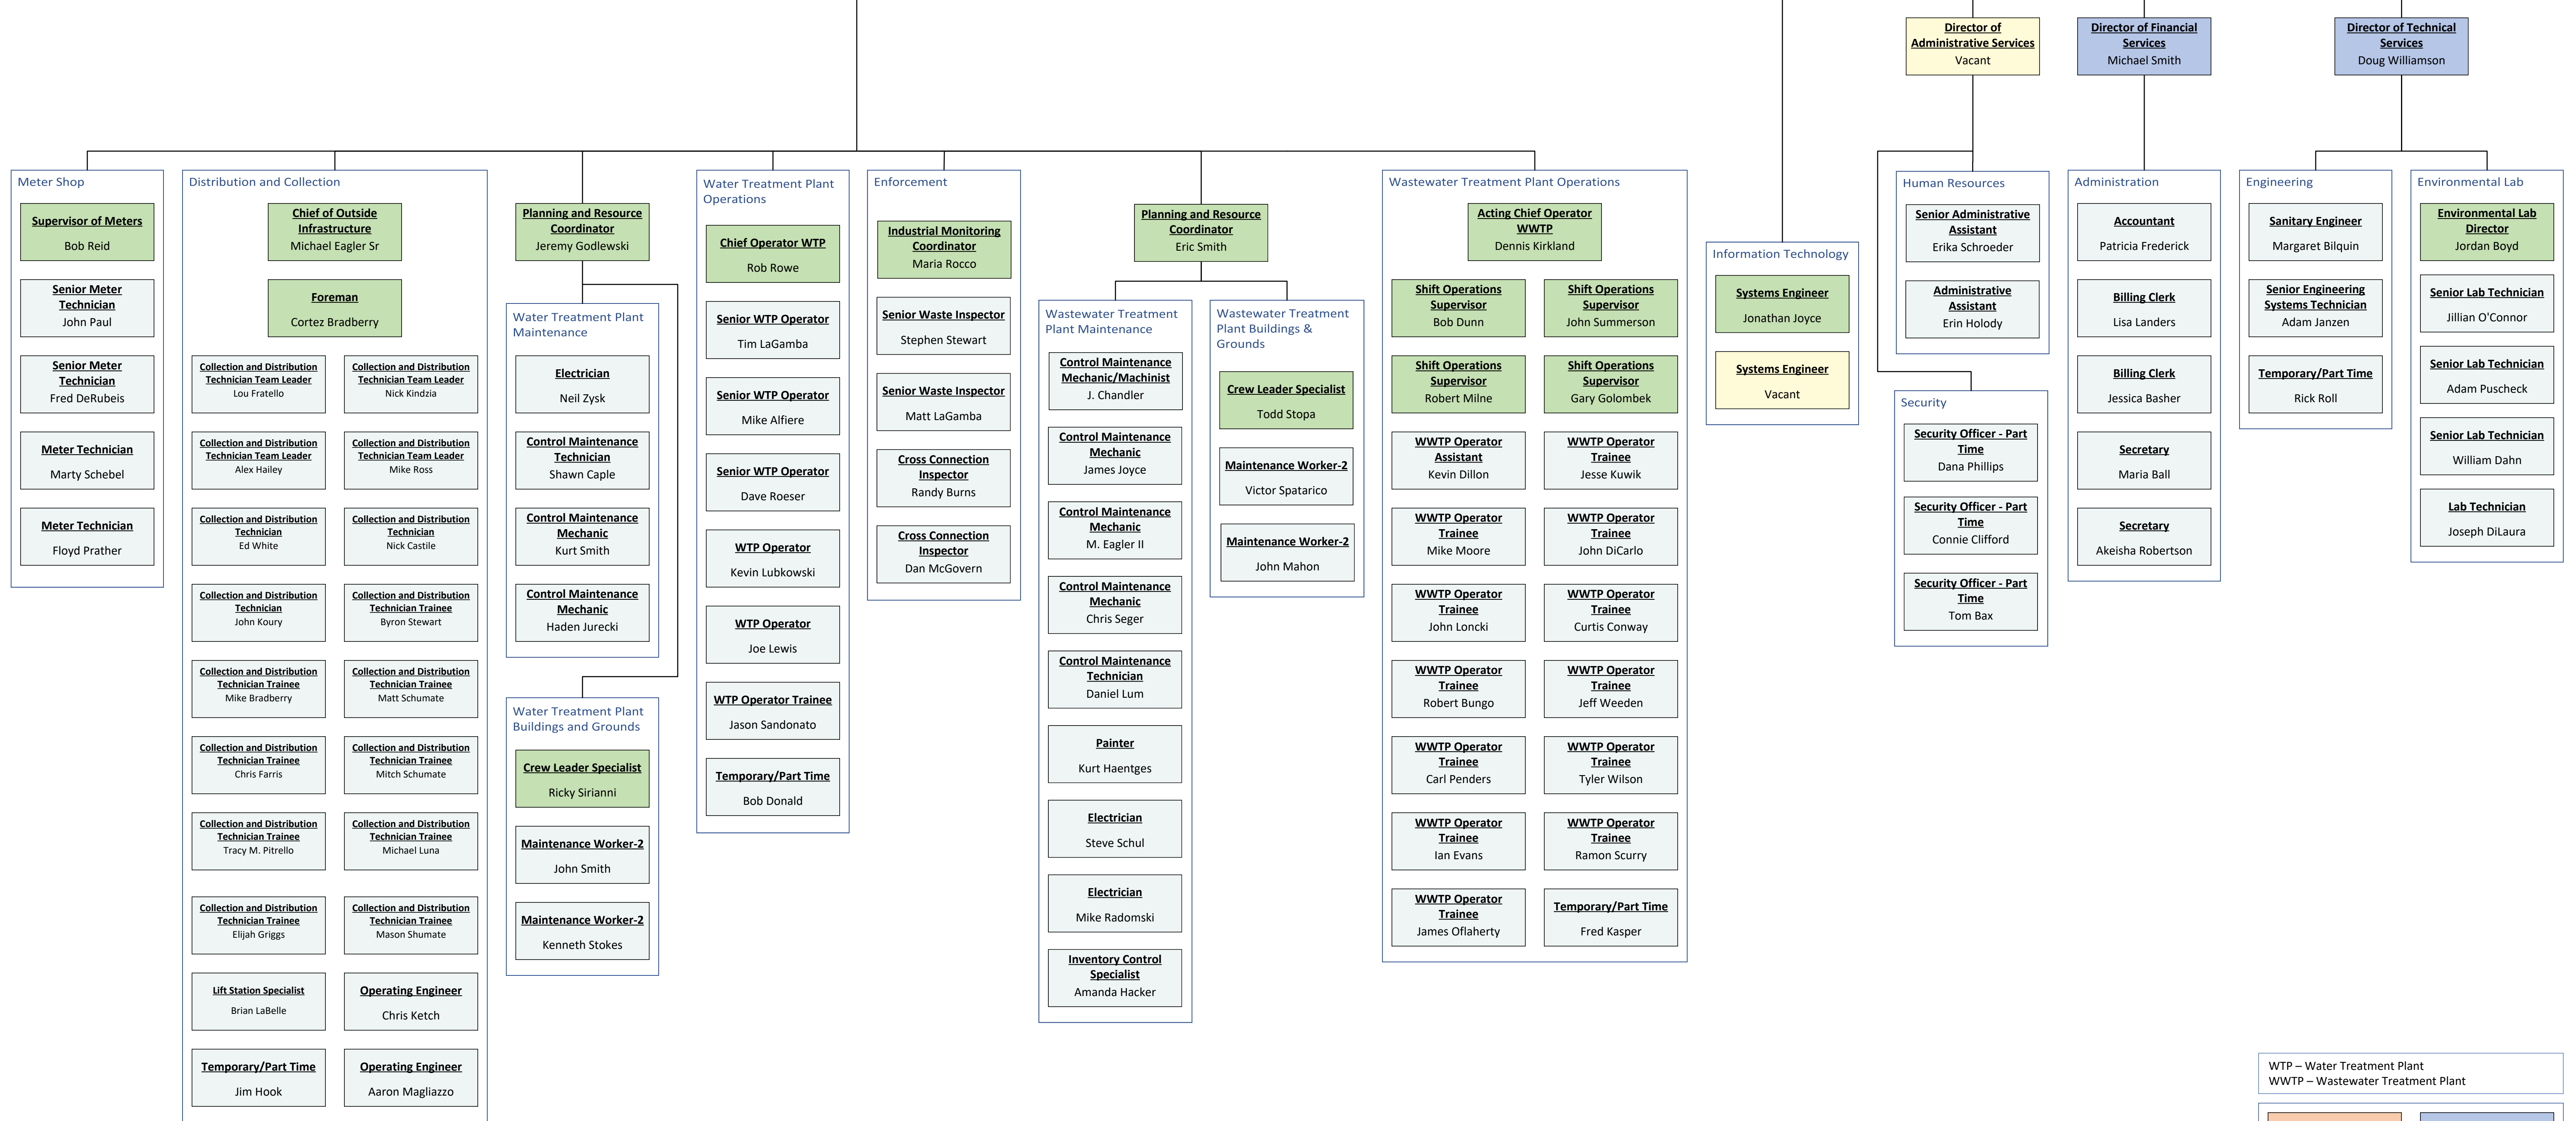 Director of
Administrative Services
Vacant
Director of Financial
Services
Michael Smith
Director of Technical
Services
Doug Williamson
Meter Shop
Supervisor of Meters
Bob Reid
Senior Meter
Technician
John Paul
Senior Meter
Technician
Fred DeRubeis
Meter Technician
Marty Schebel
Meter Technician
Floyd Prather
Distribution and Collection
Chief of Outside
Infrastructure
Michael Eagler Sr
Foreman
Cortez Bradberry
Collection and Distribution
Technician Team Leader
Lou Fratello
Collection and Distribution
Technician Team Leader
Nick Kindzia
Collection and Distribution
Technician Team Leader
Alex Hailey
Collection and Distribution
Technician Team Leader
Mike Ross
Collection and Distribution
Technician
Ed White
Collection and Distribution
Technician
Nick Castile
Collection and Distribution
Technician
John Koury
Collection and Distribution
Technician Trainee
Byron Stewart
Collection and Distribution
Technician Trainee
Mike Bradberry
Collection and Distribution
Technician Trainee
Matt Schumate
Collection and Distribution
Technician Trainee
Chris Farris
Collection and Distribution
Technician Trainee
Mitch Schumate
Collection and Distribution
Technician Trainee
Tracy M. Pitrello
Collection and Distribution
Technician Trainee
Michael Luna
Collection and Distribution
Technician Trainee
Elijah Griggs
Collection and Distribution
Technician Trainee
Mason Shumate
Lift Station Specialist
Brian LaBelle
Operating Engineer
Chris Ketch
Temporary/Part Time
Jim Hook
Operating Engineer
Aaron Magliazzo
Planning and Resource
Coordinator
Jeremy Godlewski
Water Treatment Plant
Maintenance
Electrician
Neil Zysk
Control Maintenance
Technician
Shawn Caple
Control Maintenance
Mechanic
Kurt Smith
Control Maintenance
Mechanic
Haden Jurecki
Water Treatment Plant
Buildings and Grounds
Crew Leader Specialist
Ricky Sirianni
Maintenance Worker-2
John Smith
Maintenance Worker-2
Kenneth Stokes
Water Treatment Plant
Operations
Chief Operator WTP
Rob Rowe
Senior WTP Operator
Tim LaGamba
Senior WTP Operator
Mike Alfiere
Senior WTP Operator
Dave Roeser
WTP Operator
Kevin Lubkowski
WTP Operator
Joe Lewis
WTP Operator Trainee
Jason Sandonato
Temporary/Part Time
Bob Donald
Enforcement
Industrial Monitoring
Coordinator
Maria Rocco
Senior Waste Inspector
Stephen Stewart
Senior Waste Inspector
Matt LaGamba
Cross Connection
Inspector
Randy Burns
Cross Connection
Inspector
Dan McGovern
Planning and Resource
Coordinator
Eric Smith
Wastewater Treatment
Plant Maintenance
Control Maintenance
Mechanic/Machinist
J. Chandler
Control Maintenance
Mechanic
James Joyce
Control Maintenance
Mechanic
M. Eagler II
Control Maintenance
Mechanic
Chris Seger
Control Maintenance
Technician
Daniel Lum
Painter
Kurt Haentges
Electrician
Steve Schul
Electrician
Mike Radomski
Inventory Control
Specialist
Amanda Hacker
Wastewater Treatment
Plant Buildings &
Grounds
Crew Leader Specialist
Todd Stopa
Maintenance Worker-2
Victor Spatarico
Maintenance Worker-2
John Mahon
Wastewater Treatment Plant Operations
Acting Chief Operator
WWTP
Dennis Kirkland
Shift Operations
Supervisor
Bob Dunn
Shift Operations
Supervisor
John Summerson
Shift Operations
Supervisor
Robert Milne
Shift Operations
Supervisor
Gary Golombek
WWTP Operator
Assistant
Kevin Dillon
WWTP Operator
Trainee
Jesse Kuwik
WWTP Operator
Trainee
Mike Moore
WWTP Operator
Trainee
John DiCarlo
WWTP Operator
Trainee
John Loncki
WWTP Operator
Trainee
Curtis Conway
WWTP Operator
Trainee
Robert Bungo
WWTP Operator
Trainee
Jeff Weeden
WWTP Operator
Trainee
Carl Penders
WWTP Operator
Trainee
Tyler Wilson
WWTP Operator
Trainee
Ian Evans
WWTP Operator
Trainee
Ramon Scurry
WWTP Operator
Trainee
James Oflaherty
Temporary/Part Time
Fred Kasper
Information Technology
Systems Engineer
Jonathan Joyce
Systems Engineer
Vacant
Human Resources
Senior Administrative
Assistant
Erika Schroeder
Administrative
Assistant
Erin Holody
Security
Security Officer - Part
Time
Dana Phillips
Security Officer - Part
Time
Connie Clifford
Security Officer - Part
Time
Tom Bax
Administration
Accountant
Patricia Frederick
Billing Clerk
Lisa Landers
Billing Clerk
Jessica Basher
Secretary
Maria Ball
Secretary
Akeisha Robertson
Engineering
Sanitary Engineer
Margaret Bilquin
Senior Engineering
Systems Technician
Adam Janzen
Temporary/Part Time
Rick Roll
Environmental Lab
Environmental Lab
Director
Jordan Boyd
Senior Lab Technician
Jillian O'Connor
Senior Lab Technician
Adam Puscheck
Senior Lab Technician
William Dahn
Lab Technician
Joseph DiLaura
WTP – Water Treatment Plant
WWTP – Wastewater Treatment Plant